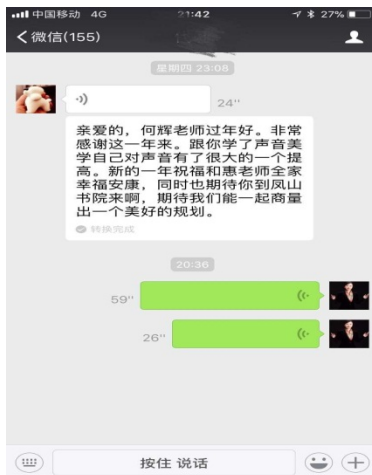 中国移动 4G 21:42 27%
微信(155)
星期四 23:08
24"
亲爱的，何辉老师过年好。非常
感谢这一年来。跟你学了声音美
学自己对声音有了很大的一个提
高。新的一年祝福和惠老师全家
幸福安康，同时也期待你到凤山
书院来啊，期待我们能一起商量
出一个美好的规划。
转换完成
20:36
59"
26"
按住 说话